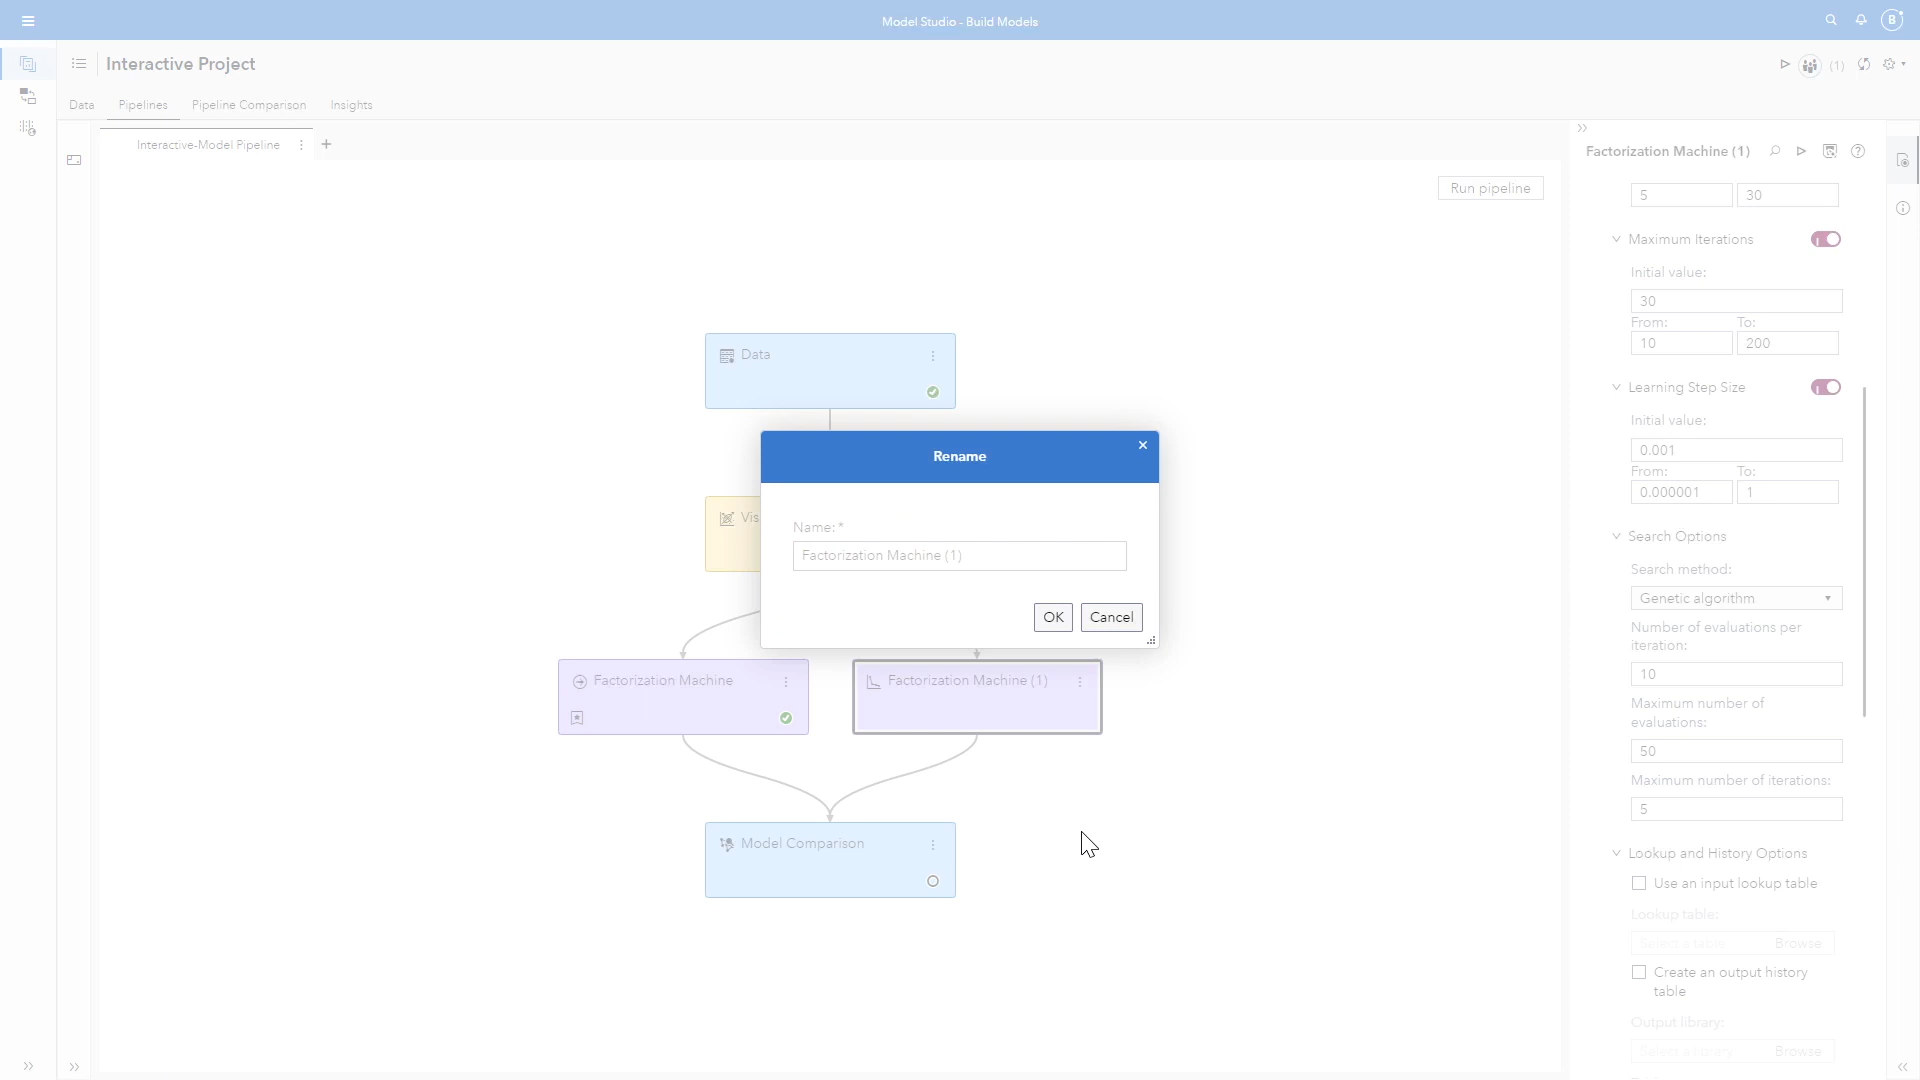 Model Studio - Build Models
B
Interactive Project
(1)
Data
Pipelines
Pipeline Comparison
Insights
Interactive-Model Pipeline
Run pipeline
Data
Vis
Rename
Name: *
Factorization Machine (1)
OK
Cancel
Factorization Machine
Factorization Machine (1)
Model Comparison
Factorization Machine (1)
5
30
Maximum Iterations
Initial value:
30
From:
To:
10
200
Learning Step Size
Initial value:
0.001
From:
To:
0.000001
1
Search Options
Search method:
Genetic algorithm
Number of evaluations per
iteration:
10
Maximum number of
evaluations:
50
Maximum number of iterations:
5
Lookup and History Options
Use an input lookup table
Lookup table:
Select a table
Browse
Create an output history
table
Output library:
Select a library
Browse